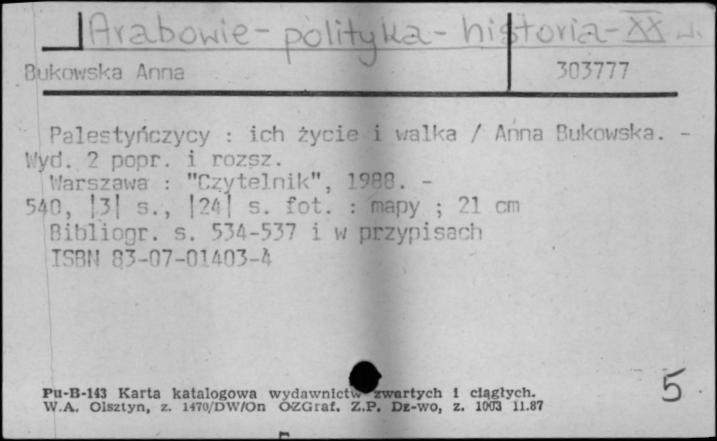 Arabowie - polityka - historia - XX w.
Bukowska Anna 303777
Palestyńczycy : ich życie i walka / Anna Bukowska. -
Wyd. 2 popr. i rozsz.
Warszawa : "Czytelnik", 1988. -
540, |3| s., |24| s. fot. : mapy ; 21 cm
Bibliogr. s. 534-537 i w przypisach
ISBN 83-07-01403-4
5
Pu-B-143 Karta katalogowa wydawnictw zwartych i ciągłych.
W.A. Olsztyn, z. 1470/DW/On OZGraf. Z.P. Dz-wo, z. 1003 11.87